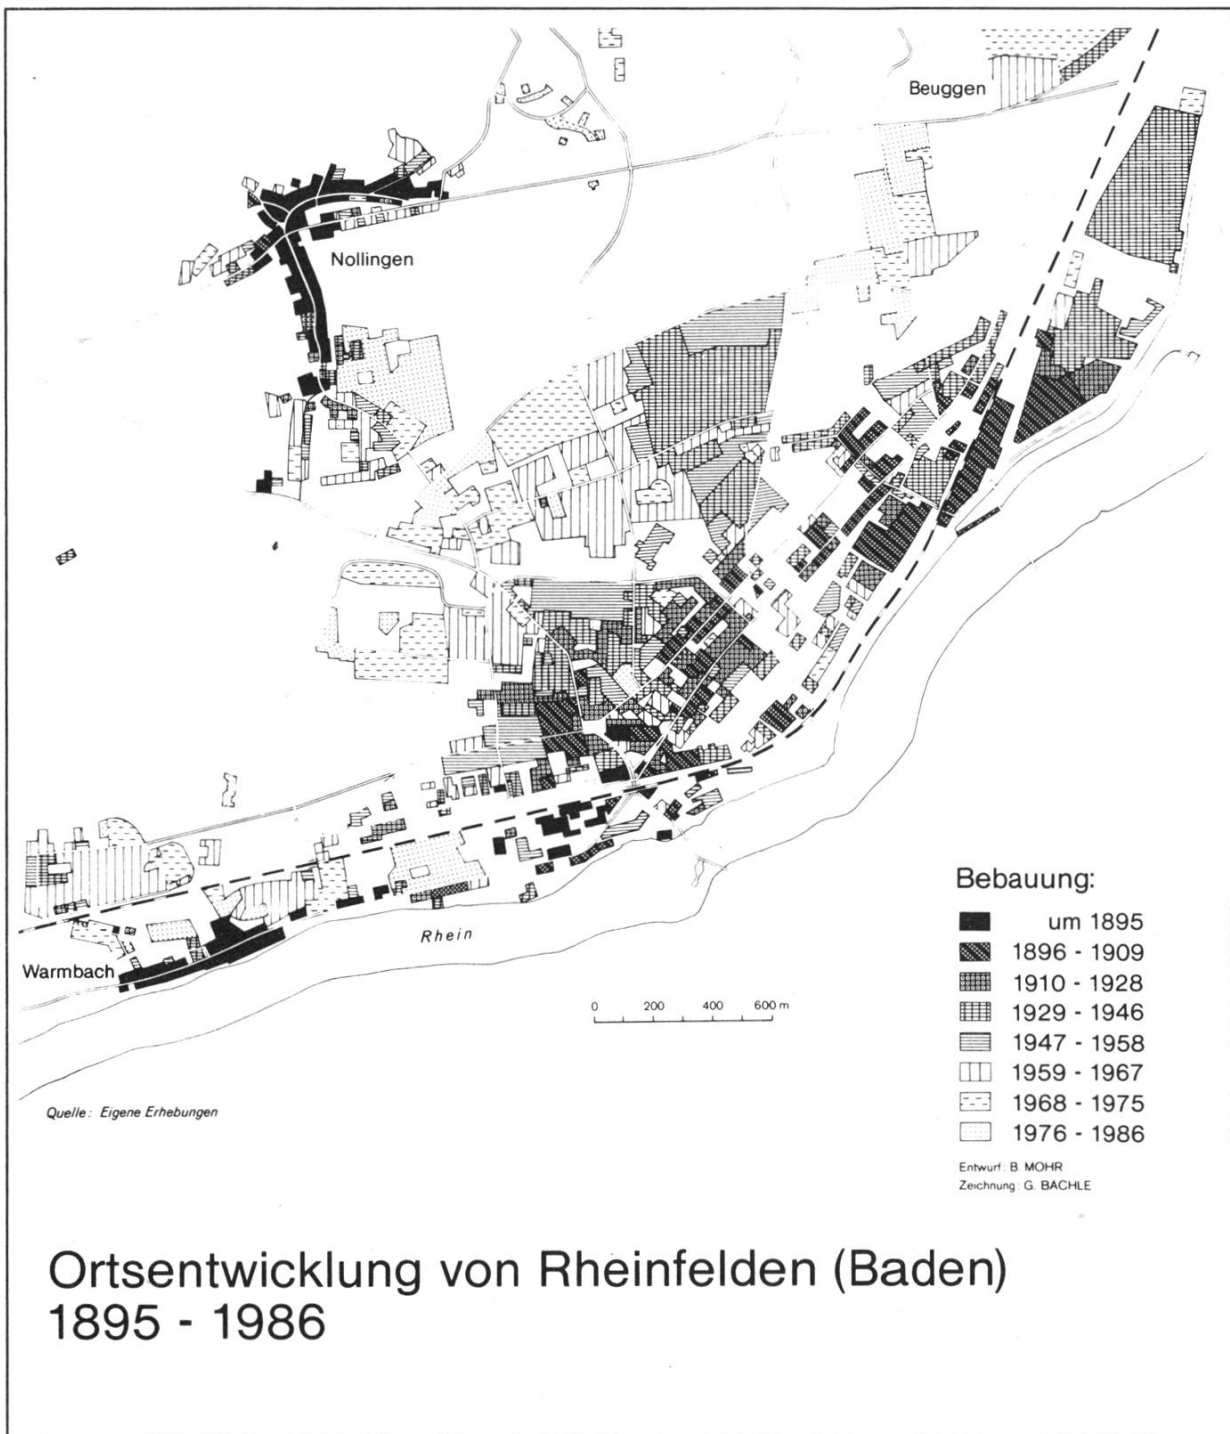 Beuggen
Nollingen
Rhein
Warmbach
0 200 400 600 m
Bebauung:
um 1895
1896 - 1909
1910 - 1928
1929 - 1946
1947 - 1958
1959 - 1967
1968 - 1975
1976 - 1986
Quelle: Eigene Erhebungen
Entwurf: B. MOHR
Zeichnung: G. BÄCHLE
Ortsentwicklung von Rheinfelden (Baden)
1895 - 1986